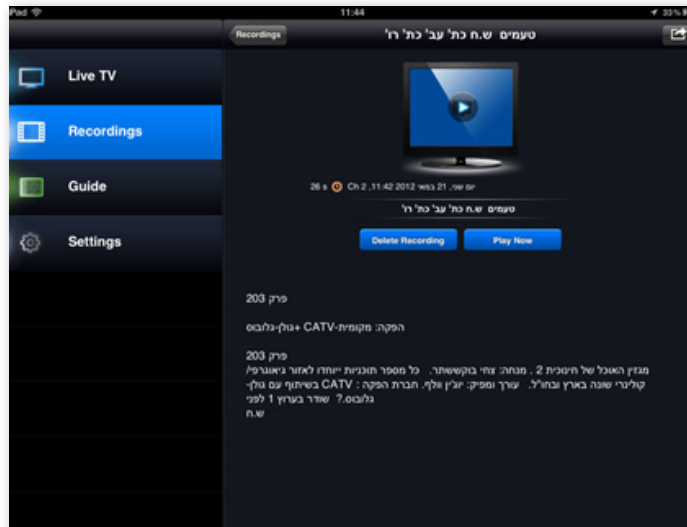 iPad 11:44 33%
Recordings טעמים ש.ח כת' עב' כת' רו'
Live TV
Recordings
Guide
Settings
יום שני, 21 במאי 2012 11:42, Ch 2 26 s
טעמים ש.ח כת' עב' כת' רו'
Delete Recording Play Now
פרק 203
הפקה: מקומית-CATV +גולן-גלובוס
פרק 203
מגזין האוכל של חינוכית 2 . מנחה: צחי בוקששתר. כל מספר תוכניות ייוחדו לאזור גיאוגרפי/
קולינרי שונה בארץ ובחו"ל. עורך ומפיק: יוג'ין וולף. חברת הפקה : CATV בשיתוף עם גולן-
גלובוס.? שודר בערוץ 1 לפני
ש.ח